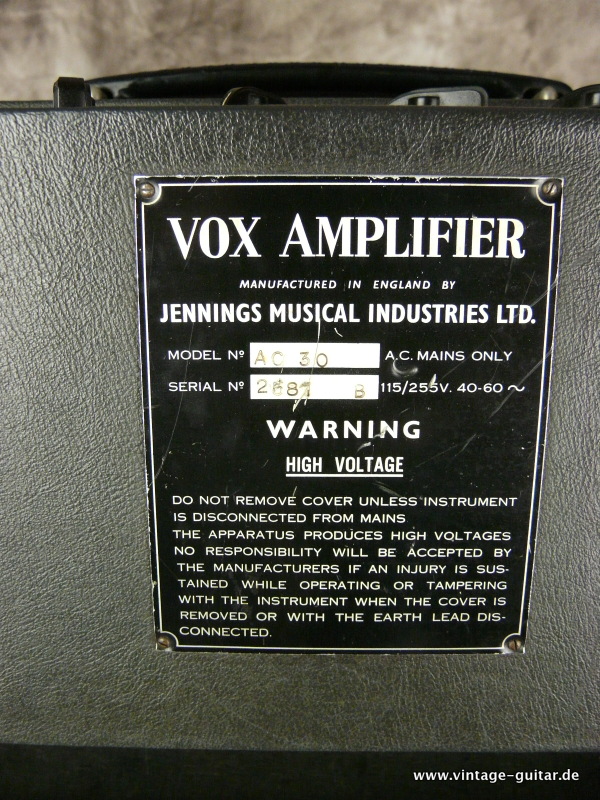 VOX AMPLIFIER
MANUFACTURED IN ENGLAND BY
JENNINGS MUSICAL INDUSTRIES LTD.
MODEL Nº AC 30 A.C. MAINS ONLY
SERIAL Nº B 115/255V. 40-60～
WARNING
HIGH VOLTAGE
DO NOT REMOVE COVER UNLESS INSTRUMENT
IS DISCONNECTED FROM MAINS
THE APPARATUS PRODUCES HIGH VOLTAGES
NO RESPONSIBILITY WILL BE ACCEPTED BY
THE MANUFACTURERS IF AN INJURY IS SUS-
TAINED WHILE OPERATING OR TAMPERING
WITH THE INSTRUMENT WHEN THE COVER IS
REMOVED OR WITH THE EARTH LEAD DIS-
CONNECTED.
www.vintage-guitar.de